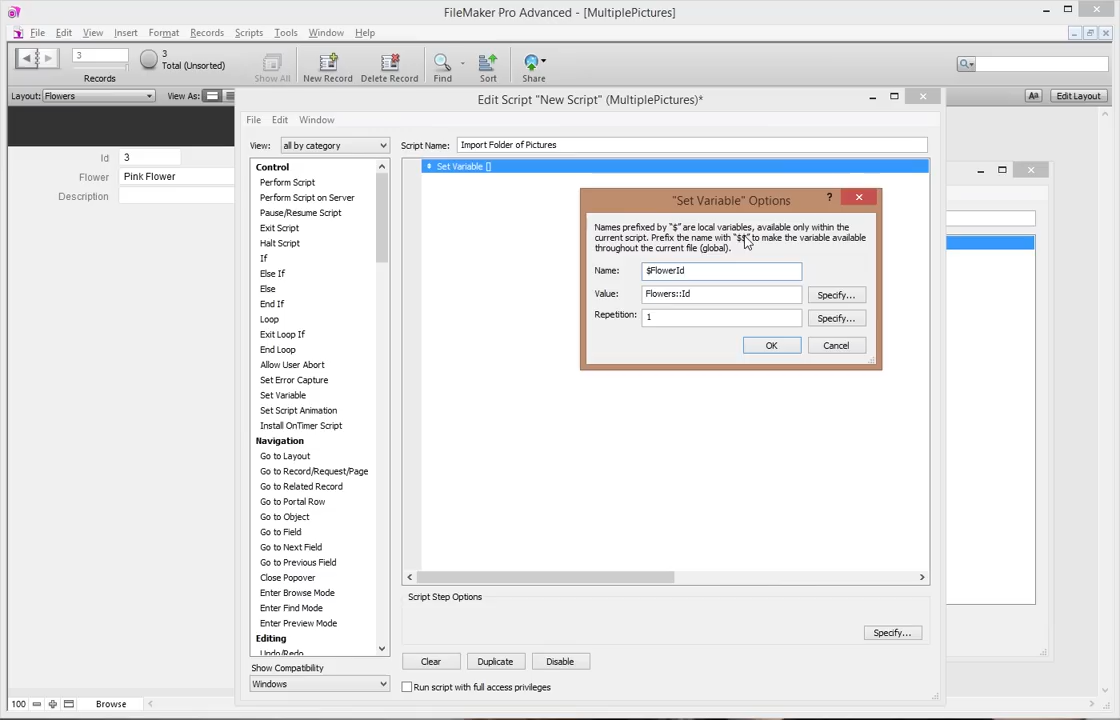 FileMaker Pro Advanced - [MultiplePictures]
File Edit View Insert Format Records Scripts Tools Window Help
3
3
Total (Unsorted)
Records
Show All
New Record
Delete Record
Find
Sort
Share
Layout: Flowers
View As:
Aa
Edit Layout
Id 3
Flower Pink Flower
Description
Edit Script "New Script" (MultiplePictures)*
File Edit Window
View: all by category
Script Name: Import Folder of Pictures
Control
Perform Script
Perform Script on Server
Pause/Resume Script
Exit Script
Halt Script
If
Else If
Else
End If
Loop
Exit Loop If
End Loop
Allow User Abort
Set Error Capture
Set Variable
Set Script Animation
Install OnTimer Script
Navigation
Go to Layout
Go to Record/Request/Page
Go to Related Record
Go to Portal Row
Go to Object
Go to Field
Go to Next Field
Go to Previous Field
Close Popover
Enter Browse Mode
Enter Find Mode
Enter Preview Mode
Editing
Undo/Redo
Show Compatibility
Windows
Set Variable []
"Set Variable" Options
?
Names prefixed by "$" are local variables, available only within the
current script. Prefix the name with "$$" to make the variable available
throughout the current file (global).
Name: $FlowerId
Value: Flowers::Id Specify...
Repetition: 1 Specify...
OK Cancel
Script Step Options
Specify...
Clear Duplicate Disable
Run script with full access privileges
100
Browse